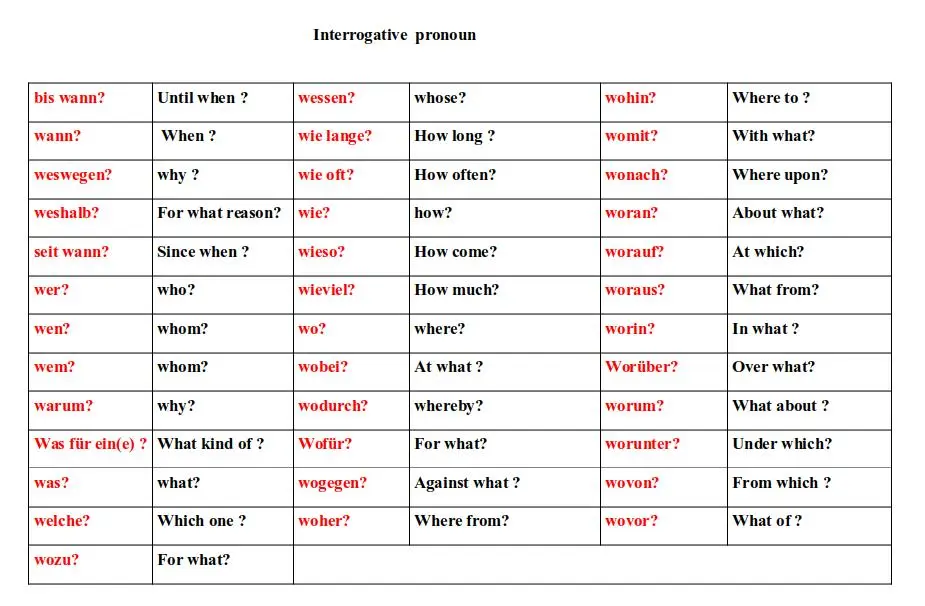 Interrogative pronoun
bis wann? Until when ? wessen? whose? wohin? Where to ?
wann? When ? wie lange? How long ? womit? With what?
weswegen? why ? wie oft? How often? wonach? Where upon?
weshalb? For what reason? wie? how? woran? About what?
seit wann? Since when ? wieso? How come? worauf? At which?
wer? who? wieviel? How much? woraus? What from?
wen? whom? wo? where? worin? In what ?
wem? whom? wobei? At what ? Worüber? Over what?
warum? why? wodurch? whereby? worum? What about ?
Was für ein(e) ? What kind of ? Wofür? For what? worunter? Under which?
was? what? wogegen? Against what ? wovon? From which ?
welche? Which one ? woher? Where from? wovor? What of ?
wozu? For what?